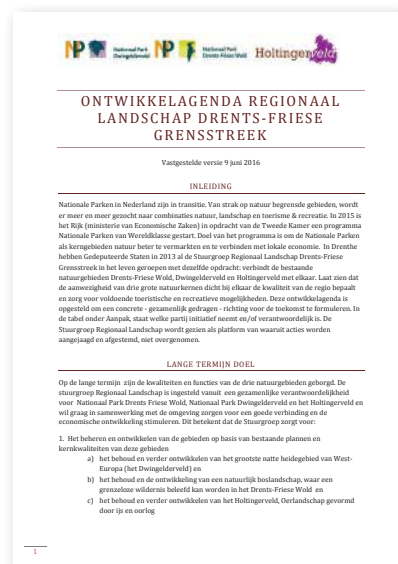 NP Nationaal Park Dwingelderveld NP Nationaal Park Drents-Friese Wold Holtingerveld
ONTWIKKELAGENDA REGIONAAL
LANDSCHAP DRENTS-FRIESE
GRENSSTREEK
Vastgestelde versie 9 juni 2016
INLEIDING
Nationale Parken in Nederland zijn in transitie. Van strak op natuur begrensde gebieden, wordt
er meer en meer gezocht naar combinaties natuur, landschap en toerisme & recreatie. In 2015 is
het Rijk (ministerie van Economische Zaken) in opdracht van de Tweede Kamer een programma
Nationale Parken van Wereldklasse gestart. Doel van het programma is om de Nationale Parken
als kerngebieden natuur beter te vermarkten en te verbinden met lokale economie. In Drenthe
hebben Gedeputeerde Staten in 2013 al de Stuurgroep Regionaal Landschap Drents-Friese
Grensstreek in het leven geroepen met dezelfde opdracht: verbindt de bestaande
natuurgebieden Drents-Friese Wold, Dwingelderveld en Holtingerveld met elkaar. Laat zien dat
de aanwezigheid van drie grote natuurkernen dicht bij elkaar de kwaliteit van de regio bepaalt
en zorg voor voldoende toeristische en recreatieve mogelijkheden. Deze ontwikkelagenda is
opgesteld om een concrete - gezamenlijk gedragen - richting voor de toekomst te formuleren. In
de tabel onder Aanpak, staat welke partij initiatief neemt en/of verantwoordelijk is. De
Stuurgroep Regionaal Landschap wordt gezien als platform van waaruit acties worden
aangejaagd en afgestemd, niet overgenomen.
LANGE TERMIJN DOEL
Op de lange termijn zijn de kwaliteiten en functies van de drie natuurgebieden geborgd. De
stuurgroep Regionaal Landschap is ingesteld vanuit een gezamenlijke verantwoordelijkheid
voor Nationaal Park Drents Friese Wold, Nationaal Park Dwingelderveld en het Holtingerveld en
wil graag in samenwerking met de omgeving zorgen voor een goede verbinding en de
economische ontwikkeling stimuleren. Dit betekent dat de Stuurgroep zorgt voor:
1. Het beheren en ontwikkelen van de gebieden op basis van bestaande plannen en
kernkwaliteiten van deze gebieden
a) het behoud en verder ontwikkelen van het grootste natte heidegebied van West-
Europa (het Dwingelderveld) en
b) het behoud en de ontwikkeling van een natuurlijk boslandschap, waar een
grenzeloze wildernis beleefd kan worden in het Drents-Friese Wold en
c) het behoud en verder ontwikkelen van het Holtingerveld, Oerlandschap gevormd
door ijs en oorlog
1